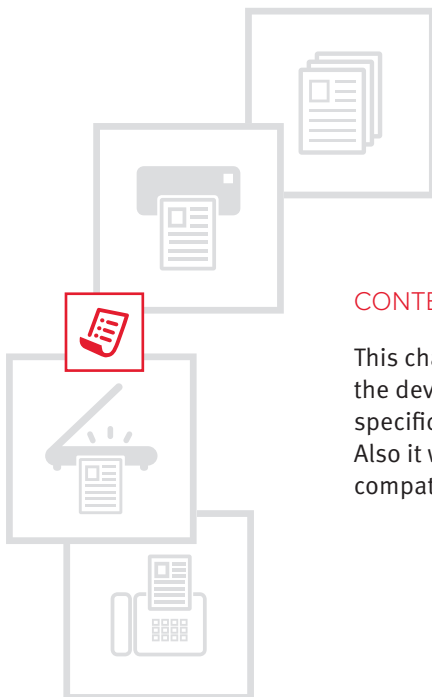 CONTE
This cha
the dev
specific
Also it w
compat